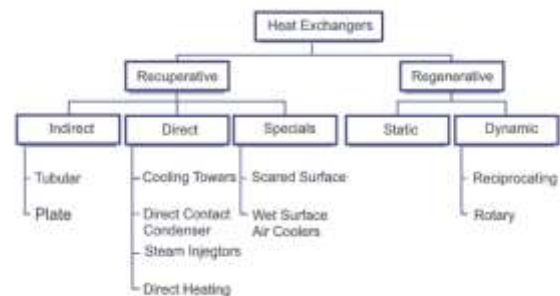 Heat Exchangers
Recuperative
Regenerative
Indirect
Direct
Specials
Static
Dynamic
Tubular
Plate
Cooling Towers
Direct Contact
Condenser
Steam Injegtors
Direct Heating
Scared Surface
Wet Surface
Air Coolers
Reciprocating
Rotary